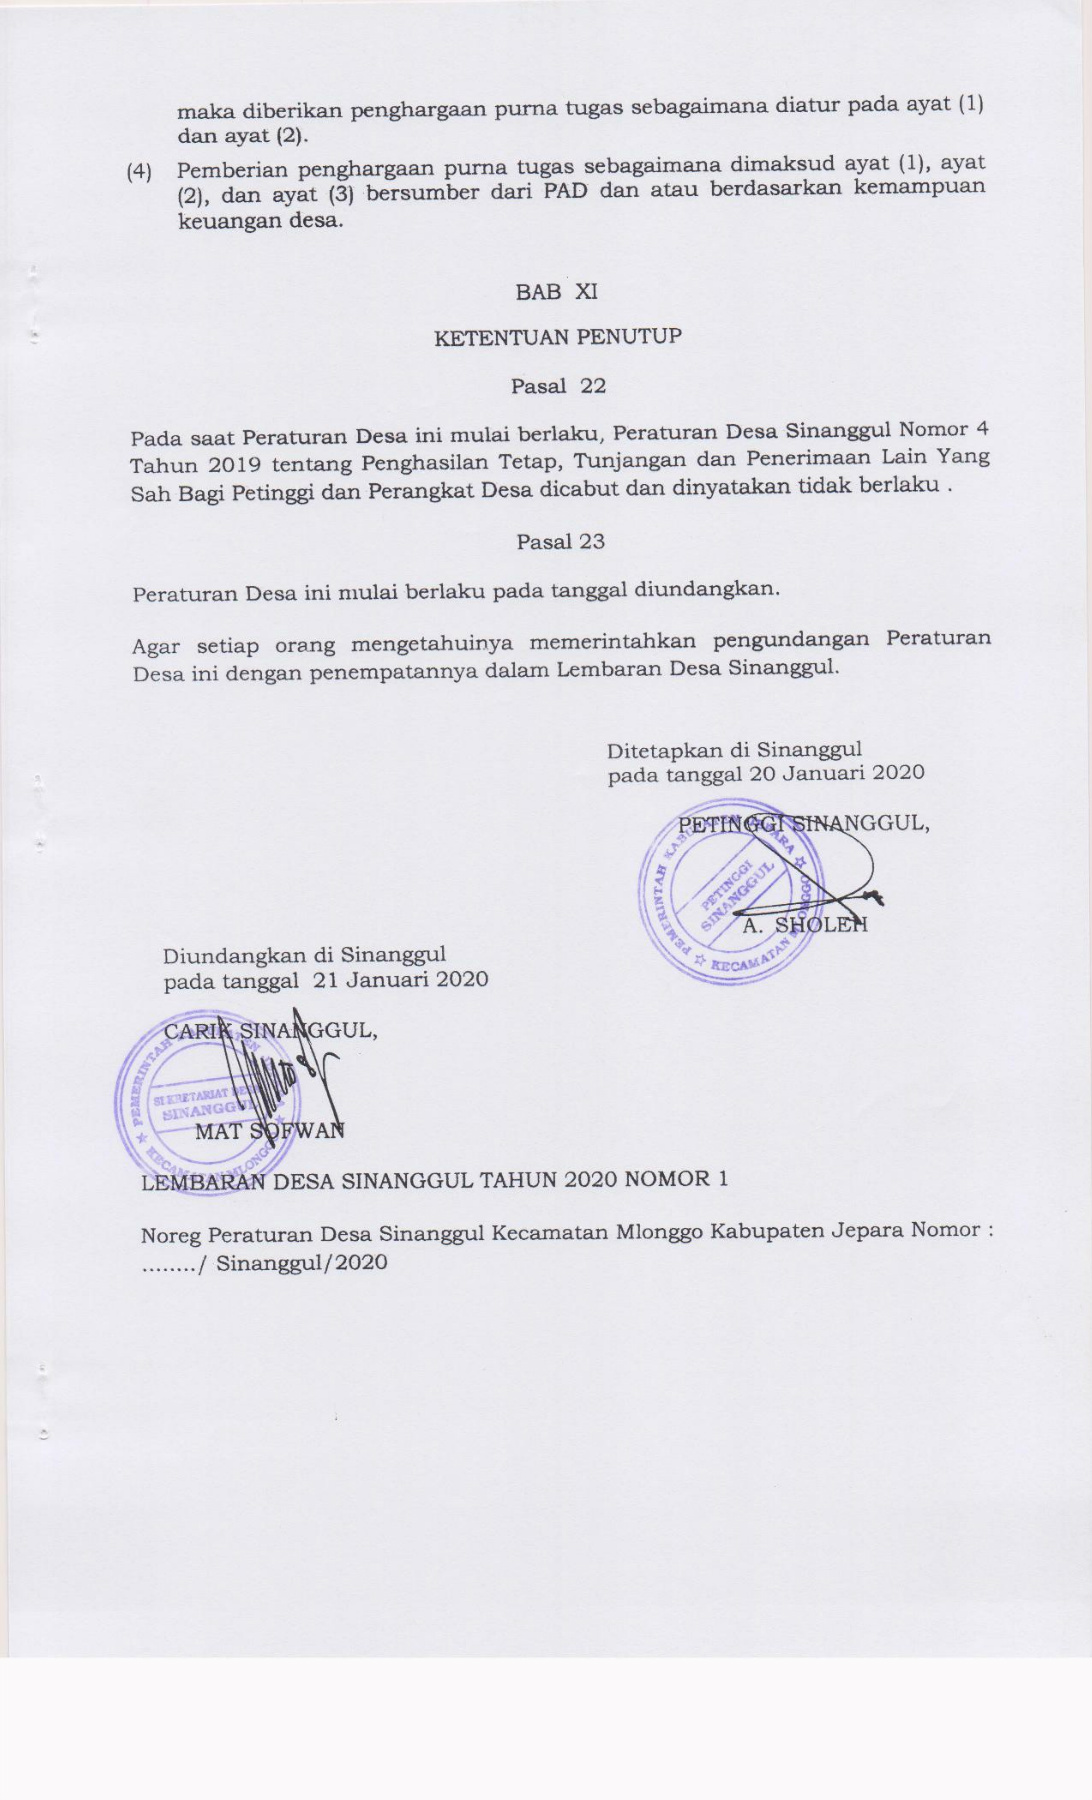 maka diberikan penghargaan purna tugas sebagaimana diatur pada ayat (1)
dan ayat (2).
(4) Pemberian penghargaan purna tugas sebagaimana dimaksud ayat (1), ayat
(2), dan ayat (3) bersumber dari PAD dan atau berdasarkan kemampuan
keuangan desa.
BAB XI
KETENTUAN PENUTUP
Pasal 22
Pada saat Peraturan Desa ini mulai berlaku, Peraturan Desa Sinanggul Nomor 4
Tahun 2019 tentang Penghasilan Tetap, Tunjangan dan Penerimaan Lain Yang
Sah Bagi Petinggi dan Perangkat Desa dicabut dan dinyatakan tidak berlaku .
Pasal 23
Peraturan Desa ini mulai berlaku pada tanggal diundangkan.
Agar setiap orang mengetahuinya memerintahkan pengundangan Peraturan
Desa ini dengan penempatannya dalam Lembaran Desa Sinanggul.
Ditetapkan di Sinanggul
pada tanggal 20 Januari 2020
PETINGGI SINANGGUL,
PEMERINTAH KABUPATEN JEPARA
PETINGGI
SINANGGUL
KECAMATAN MLONGGO
A. SHOLEH
Diundangkan di Sinanggul
pada tanggal 21 Januari 2020
CARIK SINANGGUL,
PEMERINTAH KABUPATEN
SEKRETARIAT DESA
SINANGGUL
KECAMATAN MLONGGO
MAT SOFWAN
LEMBARAN DESA SINANGGUL TAHUN 2020 NOMOR 1
Noreg Peraturan Desa Sinanggul Kecamatan Mlonggo Kabupaten Jepara Nomor :
......../ Sinanggul/2020